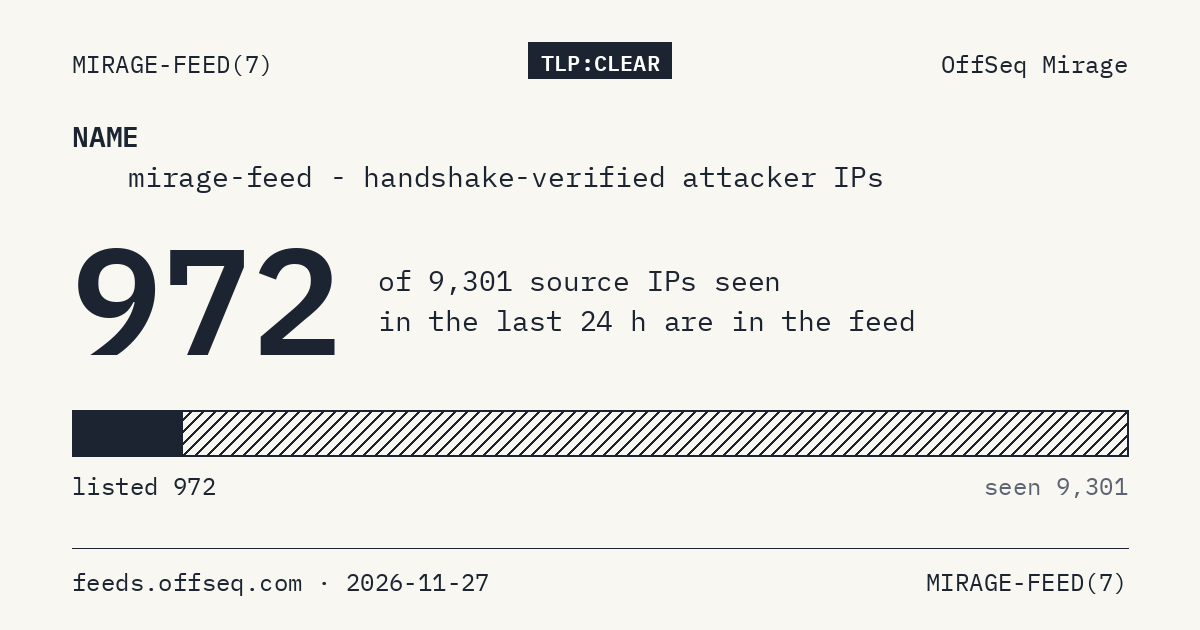 MIRAGE-FEED(7) TLP:CLEAR OffSeq Mirage
NAME
mirage-feed - handshake-verified attacker IPs
972
of 9,301 source IPs seen
in the last 24 h are in the feed
listed 972 seen 9,301
feeds.offseq.com · 2026-11-27 MIRAGE-FEED(7)